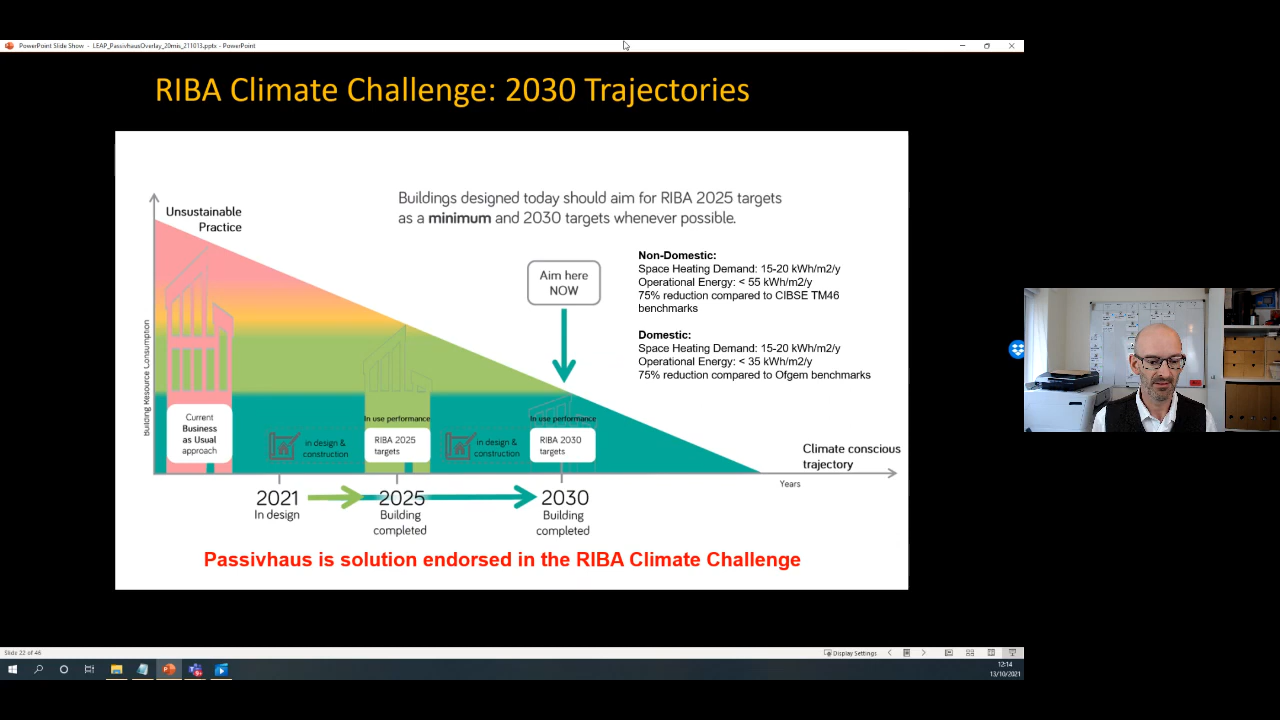 PowerPoint Slide Show - LEAP_PassivhausOverlay_20mis_211013.pptx - PowerPoint
RIBA Climate Challenge: 2030 Trajectories
Buildings designed today should aim for RIBA 2025 targets
as a minimum and 2030 targets whenever possible.
Unsustainable
Practice
Aim here
NOW
Non-Domestic:
Space Heating Demand: 15-20 kWh/m2/y
Operational Energy: < 55 kWh/m2/y
75% reduction compared to CIBSE TM46
benchmarks
Domestic:
Space Heating Demand: 15-20 kWh/m2/y
Operational Energy: < 35 kWh/m2/y
75% reduction compared to Ofgem benchmarks
Building Resource Consumption
Current
Business
as Usual
approach
in design &
construction
In use performance
RIBA 2025
targets
in design &
construction
In use performance
RIBA 2030
targets
Climate conscious
trajectory
Years
2021
In design
2025
Building
completed
2030
Building
completed
Passivhaus is solution endorsed in the RIBA Climate Challenge
Slide 22 of 46
Display Settings
12:14
13/10/2021